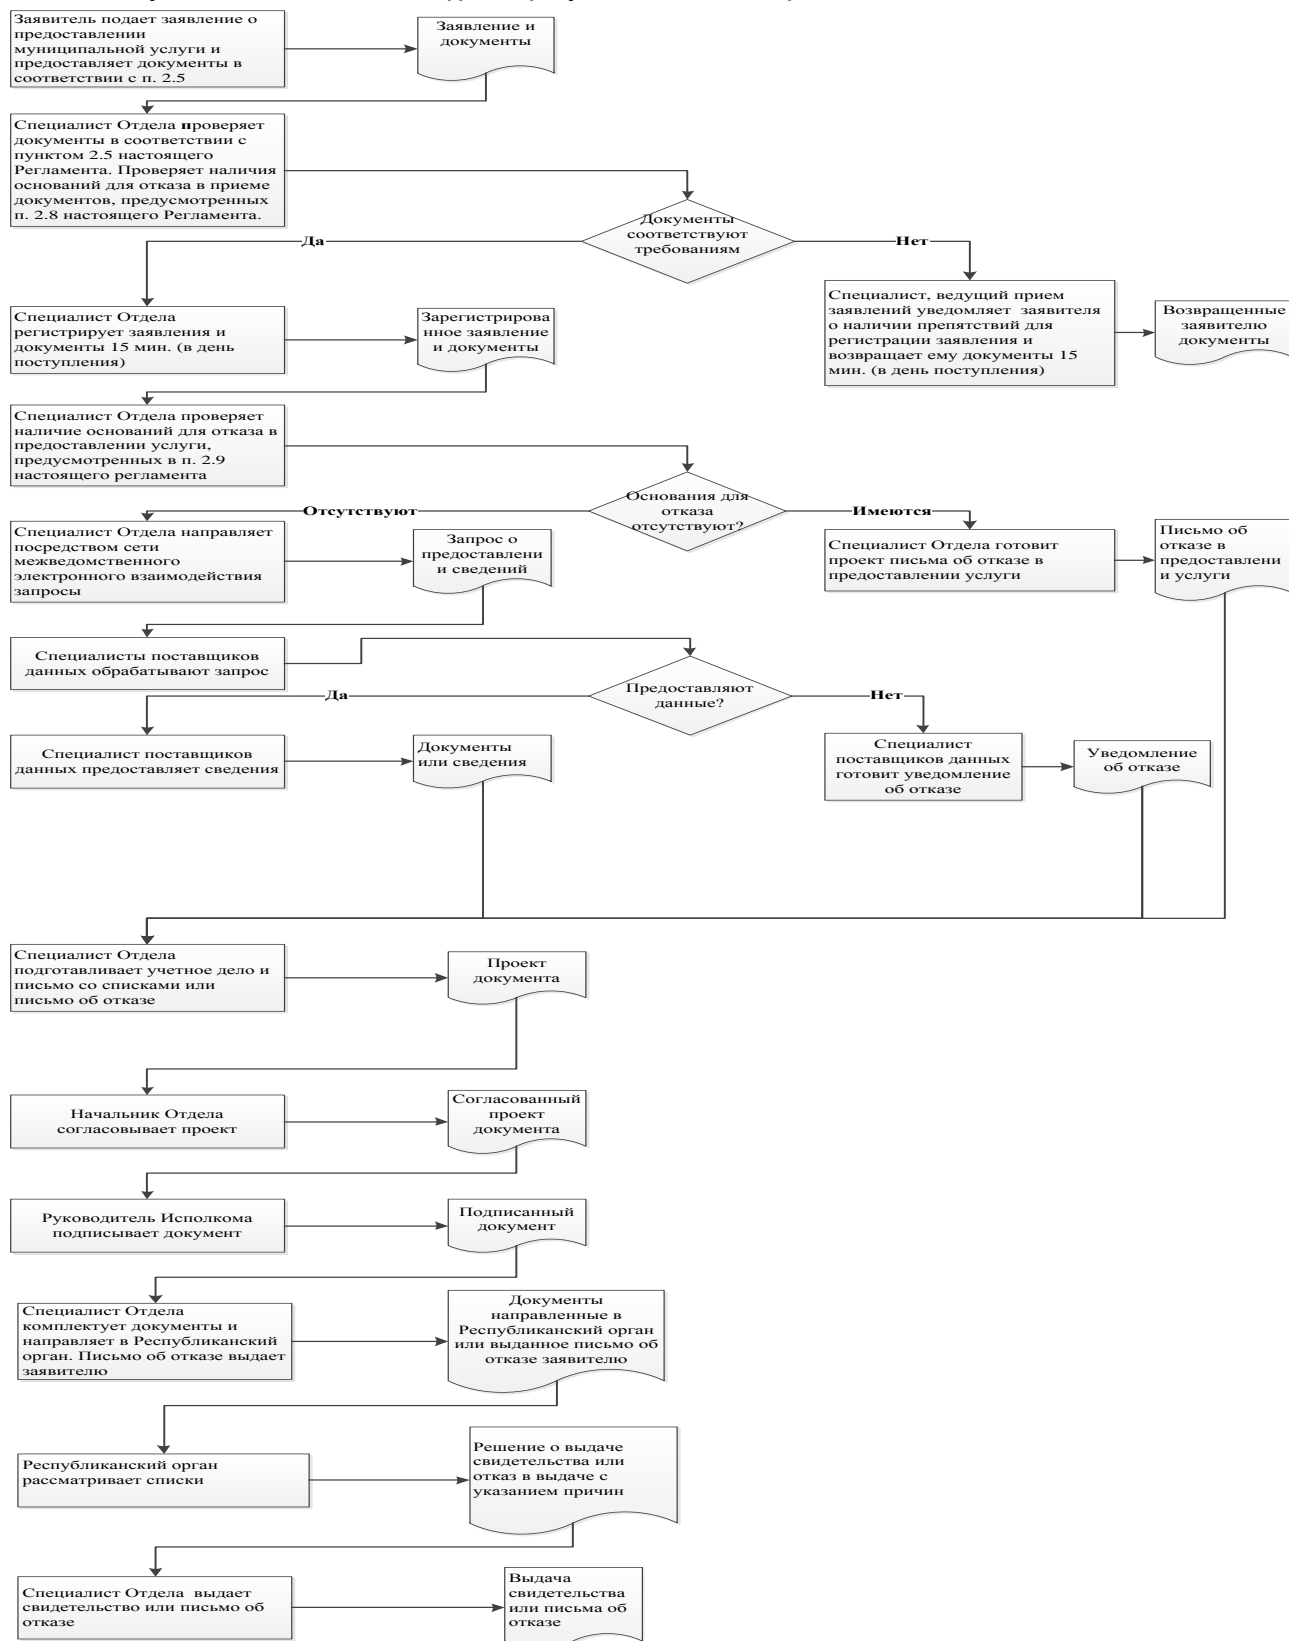 Заявитель подает заявление о
предоставлении
муниципальной услуги и
предоставляет документы в
соответствии с п. 2.5
Заявление и
документы
Специалист Отдела проверяет
документы в соответствии с
пунктом 2.5 настоящего
Регламента. Проверяет наличия
оснований для отказа в приеме
документов, предусмотренных
п. 2.8 настоящего Регламента.
Документы
соответствуют
требованиям
Да
Нет
Специалист Отдела
регистрирует заявления и
документы 15 мин. (в день
поступления)
Зарегистрирова
нное заявление
и документы
Специалист, ведущий прием
заявлений уведомляет заявителя
о наличии препятствий для
регистрации заявления и
возвращает ему документы 15
мин. (в день поступления)
Возвращенные
заявителю
документы
Специалист Отдела проверяет
наличие оснований для отказа в
предоставлении услуги,
предусмотренных в п. 2.9
настоящего регламента
Основания для
отказа
отсутствуют?
Отсутствуют
Имеются
Специалист Отдела направляет
посредством сети
межведомственного
электронного взаимодействия
запросы
Запрос о
предоставлени
и сведений
Специалист Отдела готовит
проект письма об отказе в
предоставлении услуги
Письмо об
отказе в
предоставлени
и услуги
Специалисты поставщиков
данных обрабатывают запрос
Предоставляют
данные?
Да
Нет
Специалист поставщиков
данных предоставляет сведения
Документы
или сведения
Специалист
поставщиков данных
готовит уведомление
об отказе
Уведомление
об отказе
Специалист Отдела
подготавливает учетное дело и
письмо со списками или
письмо об отказе
Проект
документа
Начальник Отдела
согласовывает проект
Согласованный
проект
документа
Руководитель Исполкома
подписывает документ
Подписанный
документ
Специалист Отдела
комплектует документы и
направляет в Республиканский
орган. Письмо об отказе выдает
заявителю
Документы
направленные в
Республиканский орган
или выданное письмо об
отказе заявителю
Республиканский орган
рассматривает списки
Решение о выдаче
свидетельства или
отказ в выдаче с
указанием причин
Специалист Отдела выдает
свидетельство или письмо об
отказе
Выдача
свидетельства
или письма об
отказе